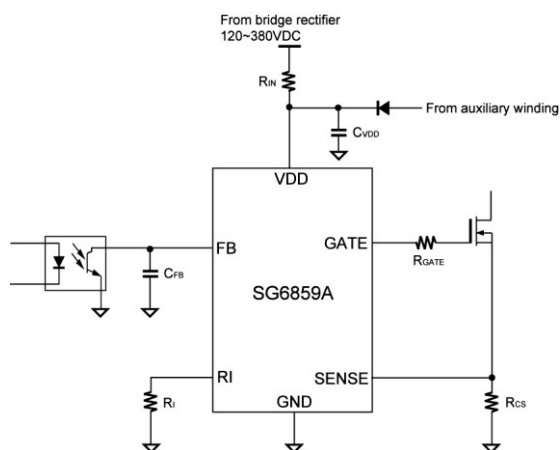 From bridge rectifier
120~380VDC
RIN
From auxiliary winding
CVDD
VDD
FB
GATE
CFB
RGATE
SG6859A
RI
SENSE
RI
GND
RCS